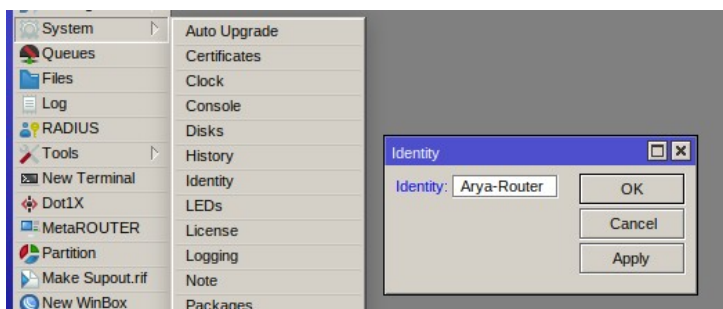 System
Queues
Files
Log
RADIUS
Tools
New Terminal
Dot1X
MetaROUTER
Partition
Make Supout.rif
New WinBox
Auto Upgrade
Certificates
Clock
Console
Disks
History
Identity
LEDs
License
Logging
Note
Packages
Identity
Identity: Arya-Router
OK
Cancel
Apply